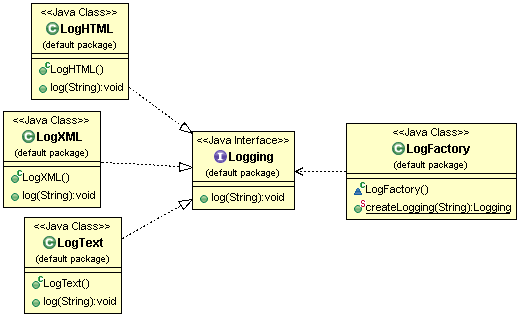 <<Java Class>>
LogHTML
(default package)
LogHTML()
log(String):void
<<Java Class>>
LogXML
(default package)
LogXML()
log(String):void
<<Java Class>>
LogText
(default package)
LogText()
log(String):void
<<Java Interface>>
Logging
(default package)
log(String):void
<<Java Class>>
LogFactory
(default package)
LogFactory()
createLogging(String):Logging